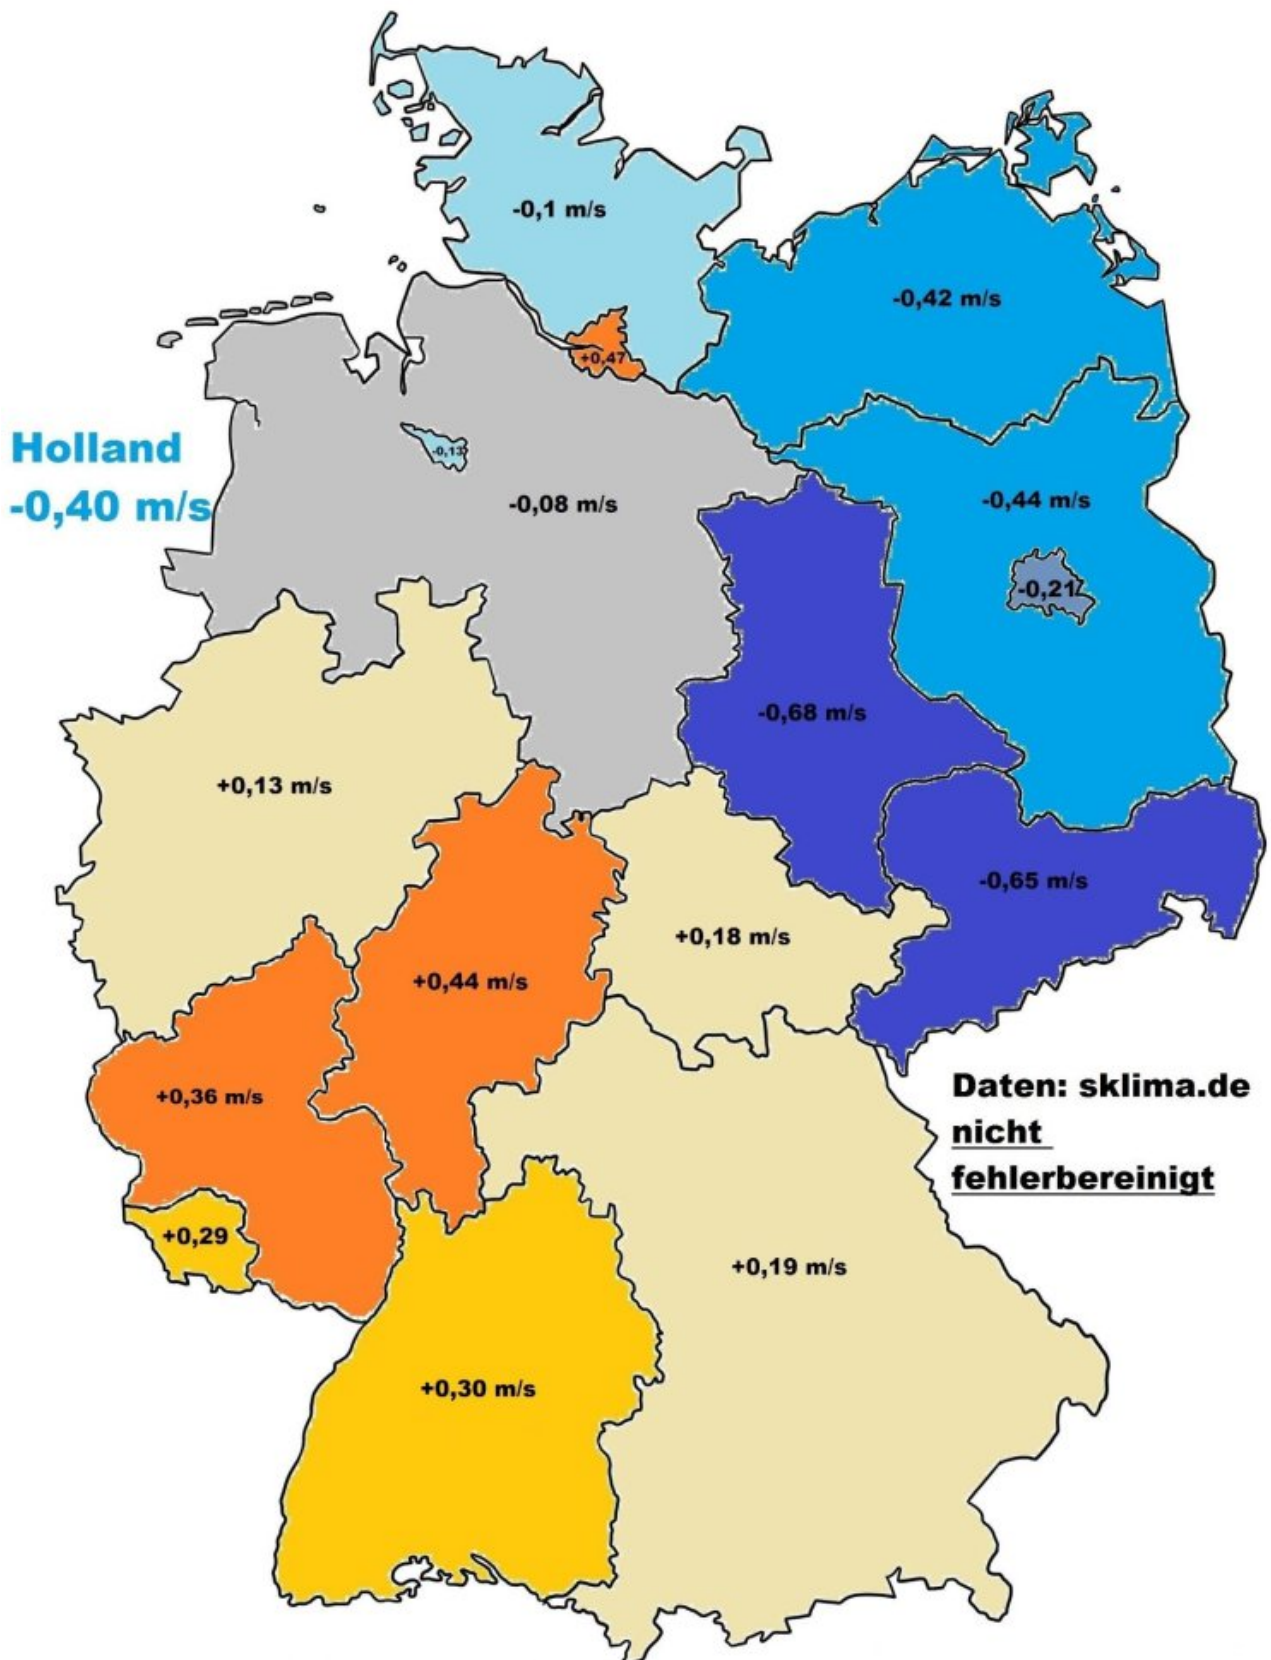 -0,1 m/s
-0,42 m/s
+0,47
Holland
-0,40 m/s
-0,13
-0,08 m/s
-0,44 m/s
-0,21
-0,68 m/s
+0,13 m/s
-0,65 m/s
+0,18 m/s
+0,44 m/s
+0,36 m/s
Daten: sklima.de
nicht
fehlerbereinigt
+0,29
+0,19 m/s
+0,30 m/s